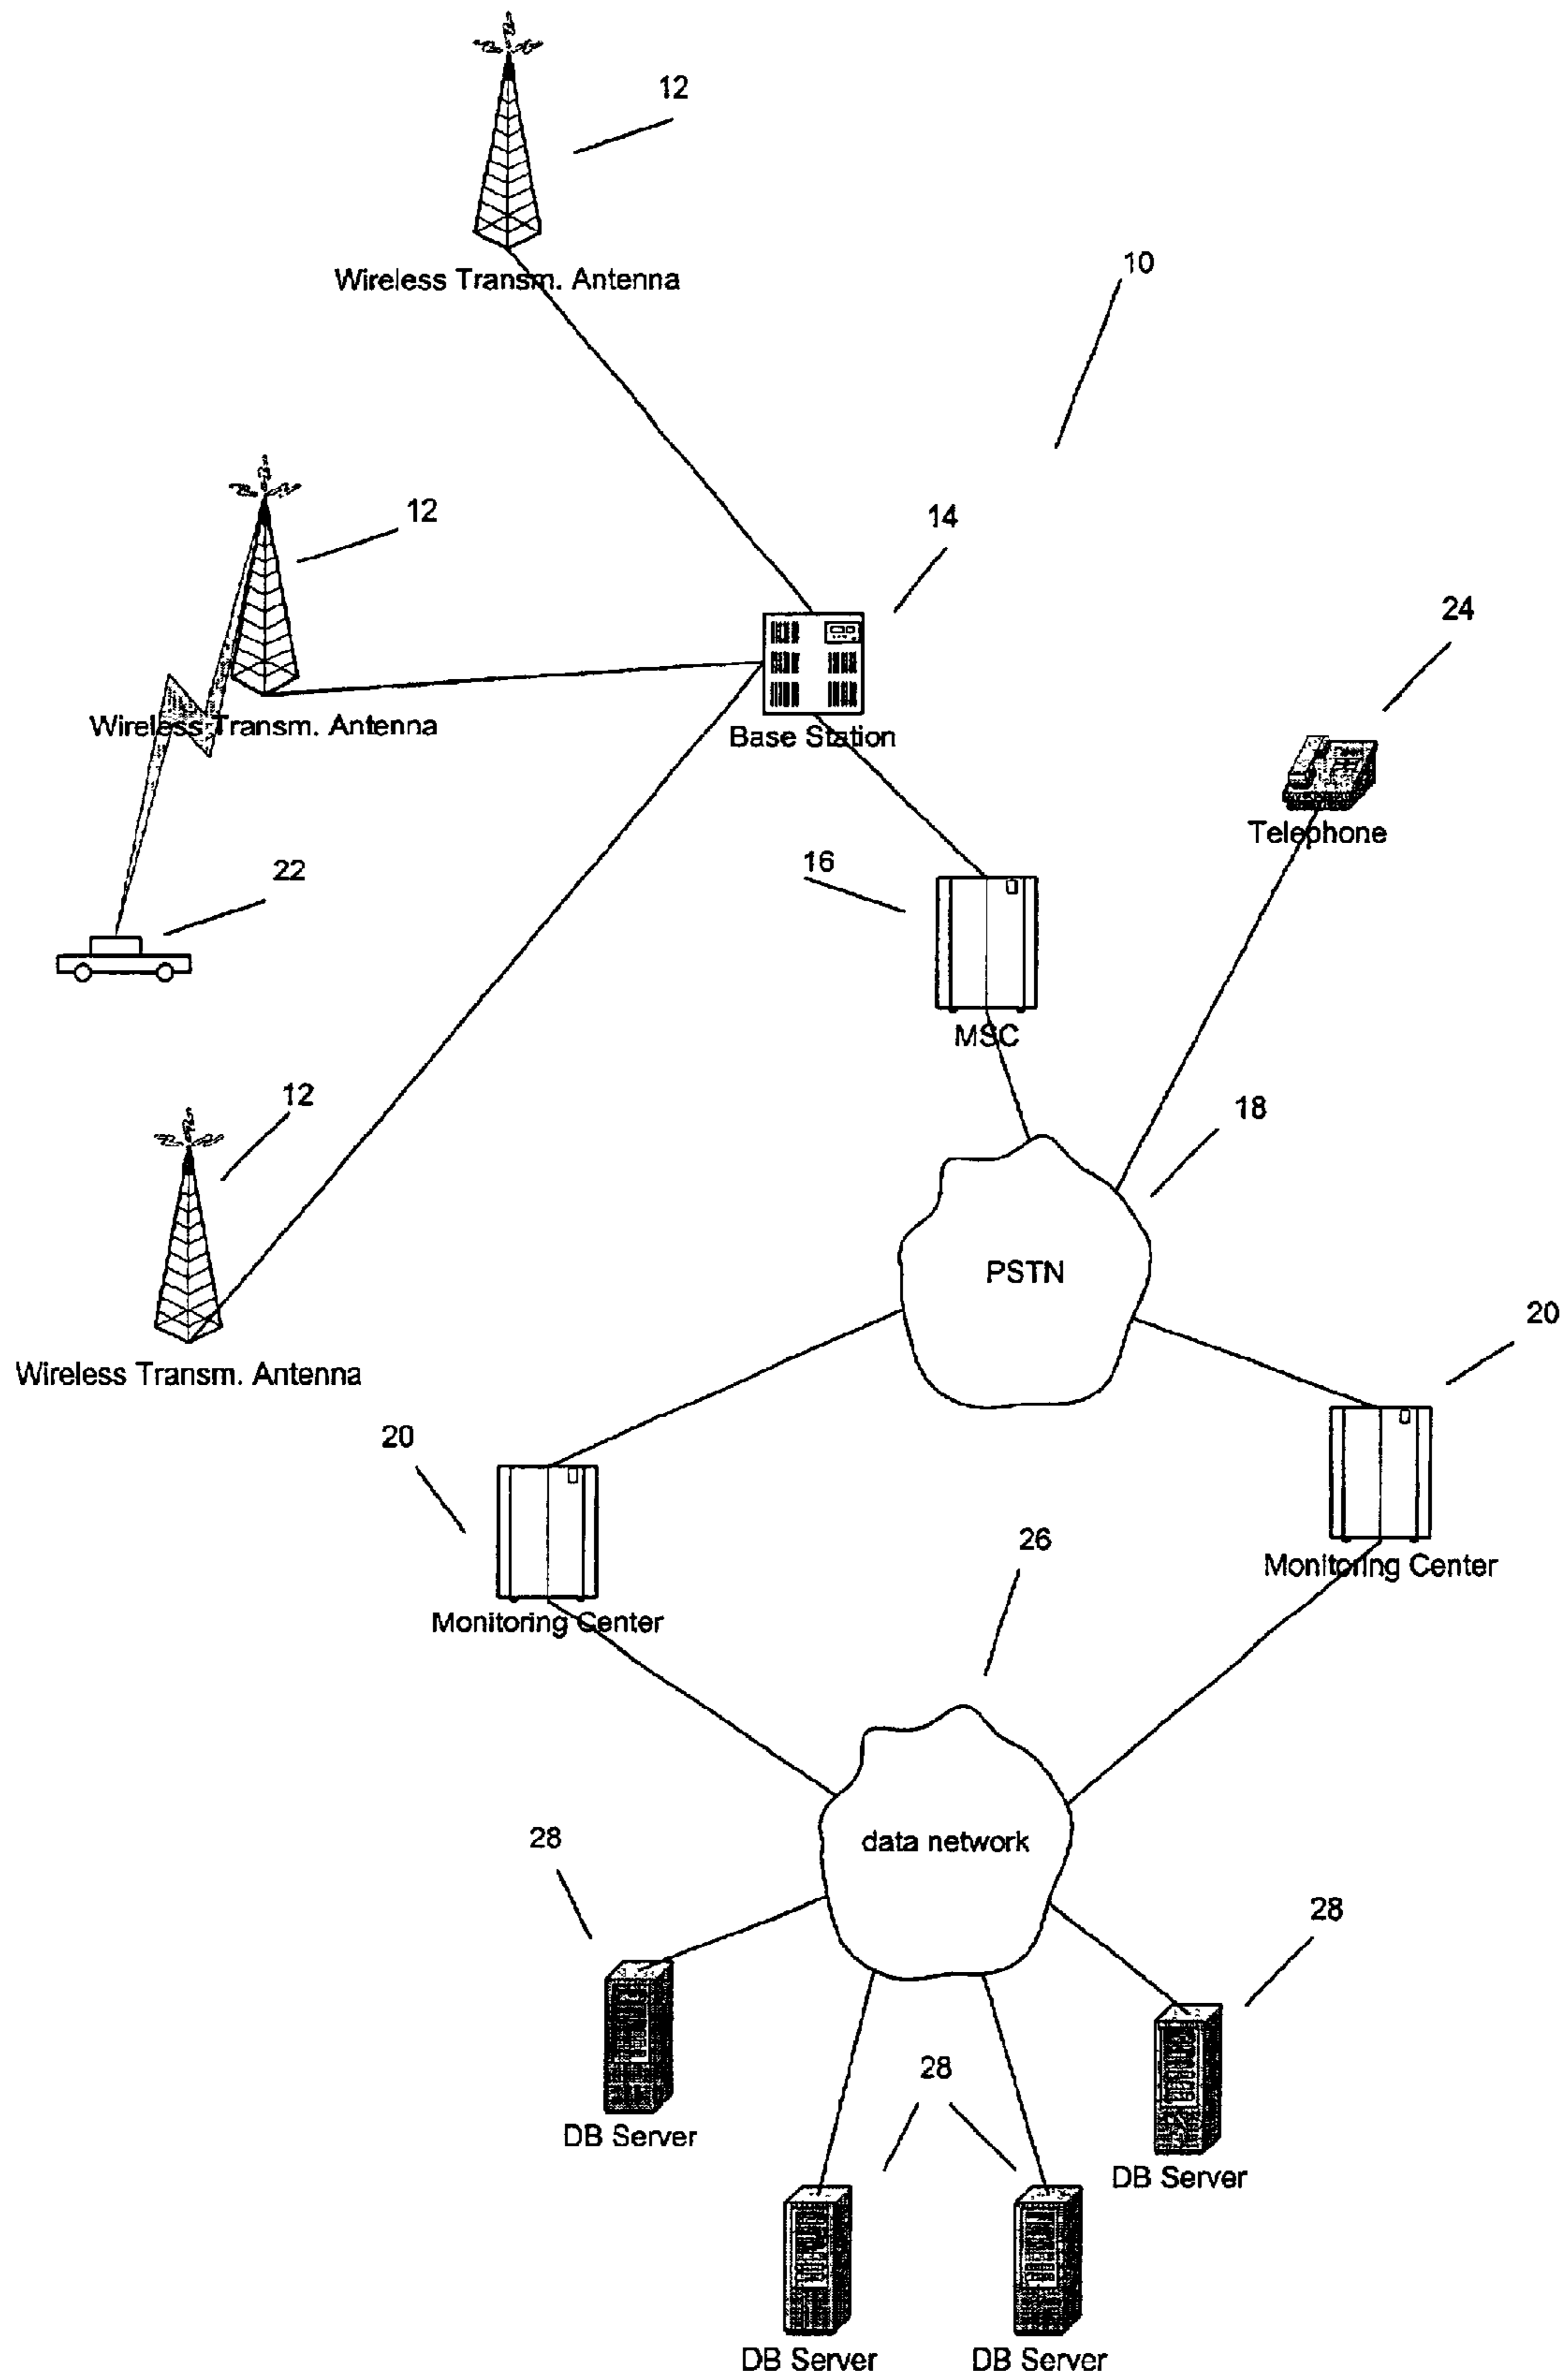 12
Wireless Transm. Antenna
10
12
14
24
Wireless Transm. Antenna
Base Station
Telephone
22
16
MSC
12
18
PSTN
20
Wireless Transm. Antenna
20
26
Monitoring Center
Monitoring Center
data network
28
28
28
DB Server
DB Server
DB Server
DB Server